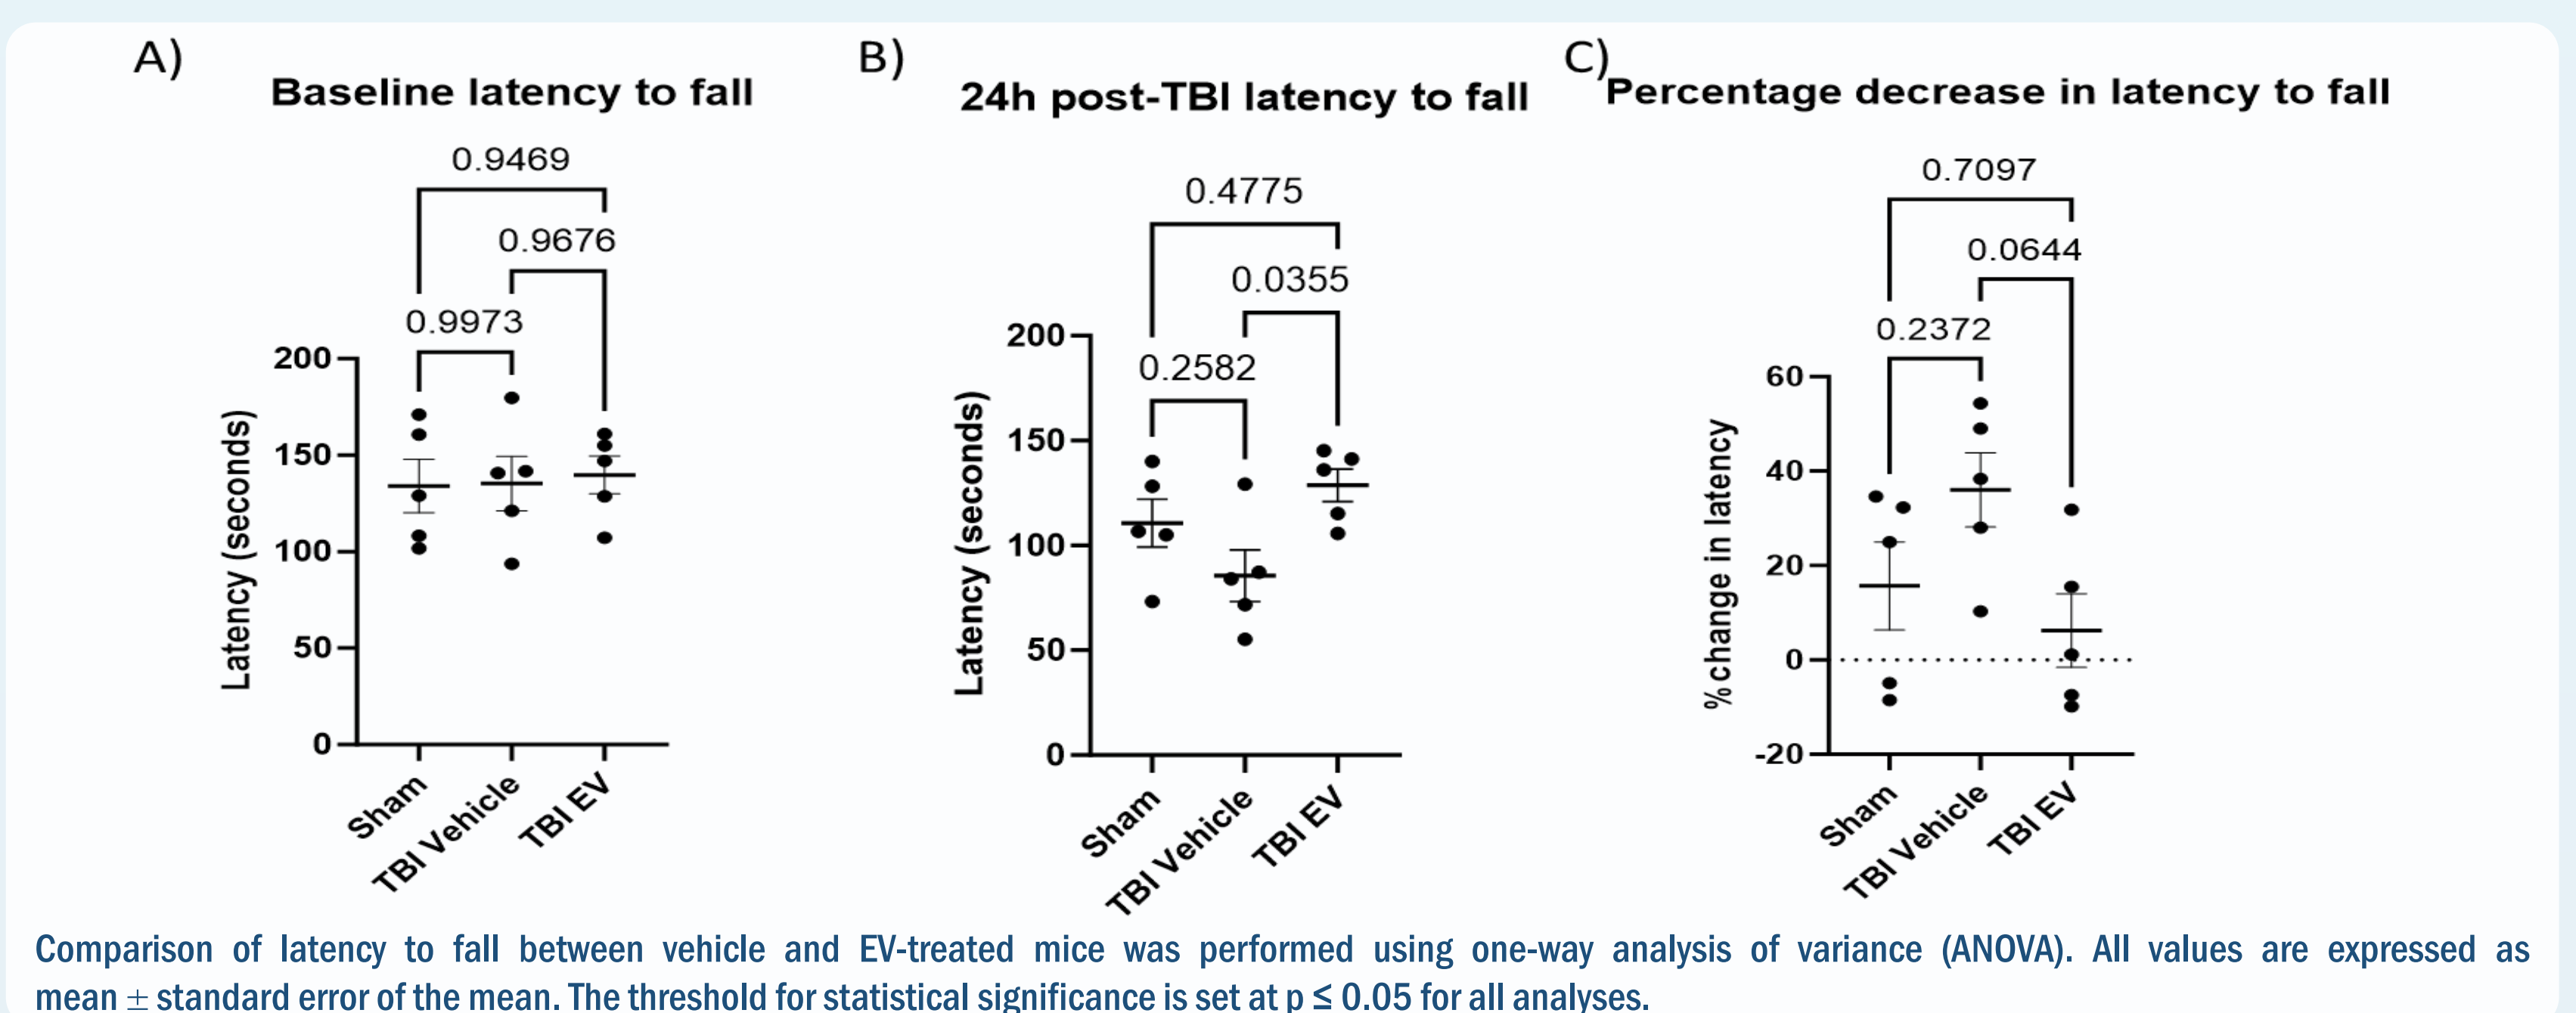 A)
Baseline latency to fall
0.9469
0.9676
0.9973
200
150
100
50
0
Latency (seconds)
Sham
TBI Vehicle
TBI EV
B)
24h post-TBI latency to fall
0.4775
0.0355
0.2582
200
150
100
50
0
Latency (seconds)
Sham
TBI Vehicle
TBI EV
C)
Percentage decrease in latency to fall
0.7097
0.0644
0.2372
60
40
20
0
-20
% change in latency
Sham
TBI Vehicle
TBI EV
Comparison of latency to fall between vehicle and EV-treated mice was performed using one-way analysis of variance (ANOVA). All values are expressed as
mean ± standard error of the mean. The threshold for statistical significance is set at p ≤ 0.05 for all analyses.